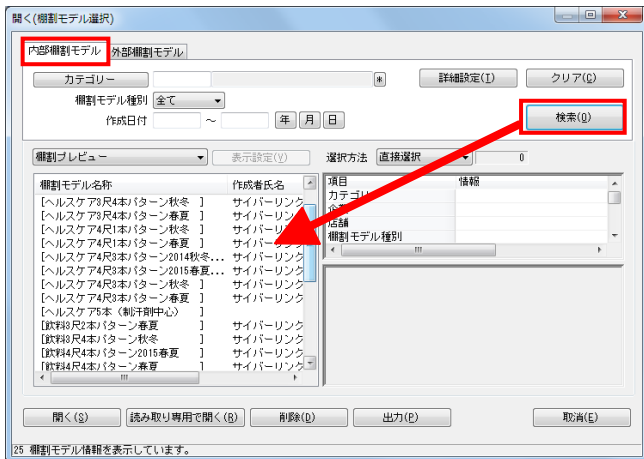 開く(棚割モデル選択)
内部棚割モデル 外部棚割モデル
カテゴリー * 詳細設定(I) クリア(C)
棚割モデル種別 全て
作成日付 ～ 年 月 日 検索(Q)
棚割プレビュー 表示設定(V) 選択方法 直接選択 0
棚割モデル名称 作成者氏名 項目 情報
[ヘルスケア3尺4本パターン秋冬 ] サイバーリンク カテゴリ
[ヘルスケア3尺4本パターン春夏 ] サイバーリンク
[ヘルスケア4尺1本パターン秋冬 ] サイバーリンク 店舗
[ヘルスケア4尺1本パターン春夏 ] サイバーリンク 棚割モデル種別
[ヘルスケア4尺3本パターン2014秋冬... サイバーリンク
[ヘルスケア4尺3本パターン2015春夏... サイバーリンク
[ヘルスケア4尺3本パターン秋冬 ] サイバーリンク
[ヘルスケア4尺3本パターン春夏 ] サイバーリンク
[ヘルスケア5本（制汗剤中心） ]
[飲料3尺2本パターン春夏 ] サイバーリンク
[飲料3尺4本パターン秋冬 ] サイバーリンク
[飲料4尺4本パターン2015春夏 ] サイバーリンク
[飲料4尺4本パターン春夏 ] サイバーリンク
開く(S) 読み取り専用で開く(R) 削除(D) 出力(P) 取消(E)
25 棚割モデル情報を表示しています。